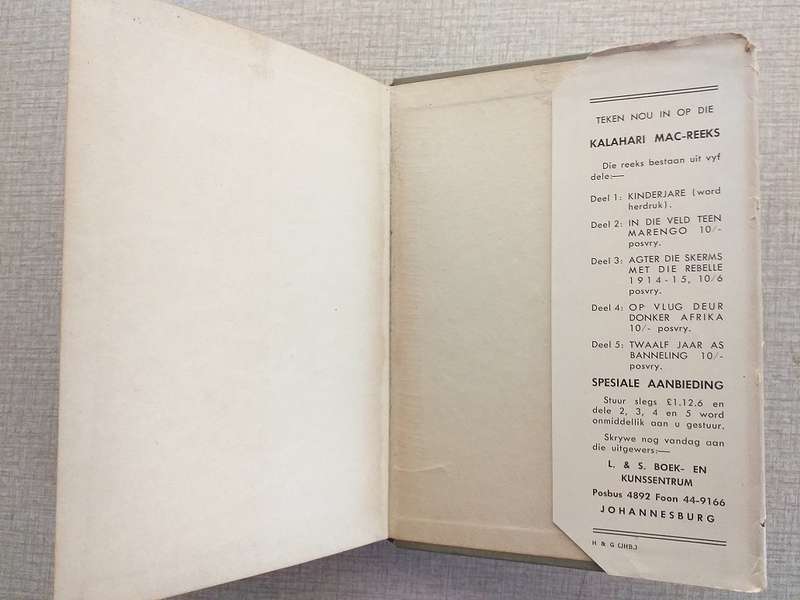 TEKEN NOU IN OP DIE
KALAHARI MAC-REEKS
Die reeks bestaan uit vyf
dele:—
Deel 1: KINDERJARE (word
herdruk).
Deel 2: IN DIE VELD TEEN
MARENGO 10/-
posvry.
Deel 3: AGTER DIE SKERMS
MET DIE REBELLE
1914-15, 10/6
posvry.
Deel 4: OP VLUG DEUR
DONKER AFRIKA
10/- posvry.
Deel 5: TWAALF JAAR AS
BANNELING 10/-
posvry.
SPESIALE AANBIEDING
Stuur slegs £1.12.6 en
dele 2, 3, 4 en 5 word
onmiddellik aan u gestuur.
Skrywe nog vandag aan
die uitgewers:—
L. & S. BOEK- EN
KUNSSENTRUM
Posbus 4892 Foon 44-9166
JOHANNESBURG
H & G (JHB.)